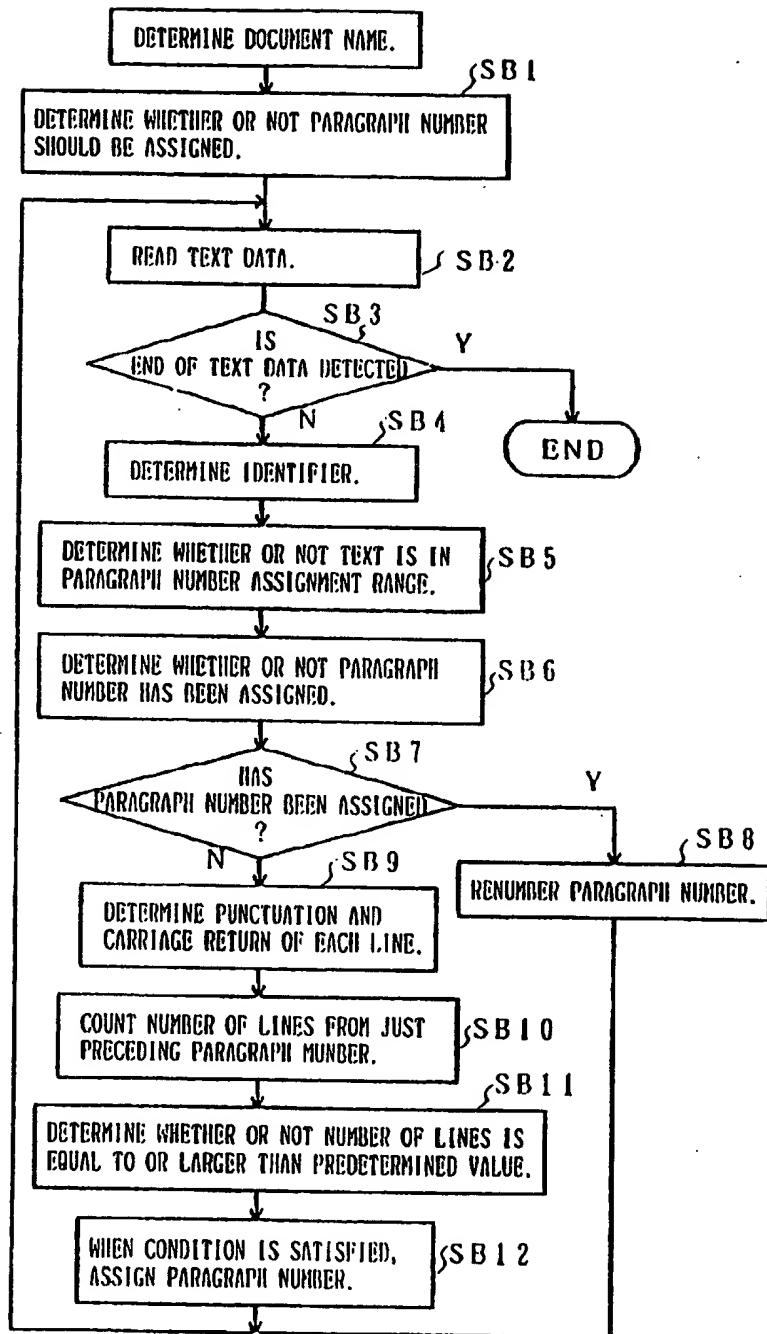 DETERMINE DOCUMENT NAME.
SB1
DETERMINE WHETHER OR NOT PARAGRAPH NUMBER
SHOULD BE ASSIGNED.
READ TEXT DATA.
SB2
SB3
IS
END OF TEXT DATA DETECTED
?
Y
N
END
SB4
DETERMINE IDENTIFIER.
DETERMINE WHETHER OR NOT TEXT IS IN
PARAGRAPH NUMBER ASSIGNMENT RANGE.
SB5
DETERMINE WHETHER OR NOT PARAGRAPH
NUMBER HAS BEEN ASSIGNED.
SB6
SB7
HAS
PARAGRAPH NUMBER BEEN ASSIGNED
?
Y
N
SB8
RENUMBER PARAGRAPH NUMBER.
SB9
DETERMINE PUNCTUATION AND
CARRIAGE RETURN OF EACH LINE.
COUNT NUMBER OF LINES FROM JUST
PRECEDING PARAGRAPH MUNBER.
SB10
SB11
DETERMINE WHETHER OR NOT NUMBER OF LINES IS
EQUAL TO OR LARGER THAN PREDETERMINED VALUE.
WHEN CONDITION IS SATISFIED,
ASSIGN PARAGRAPH NUMBER.
SB12